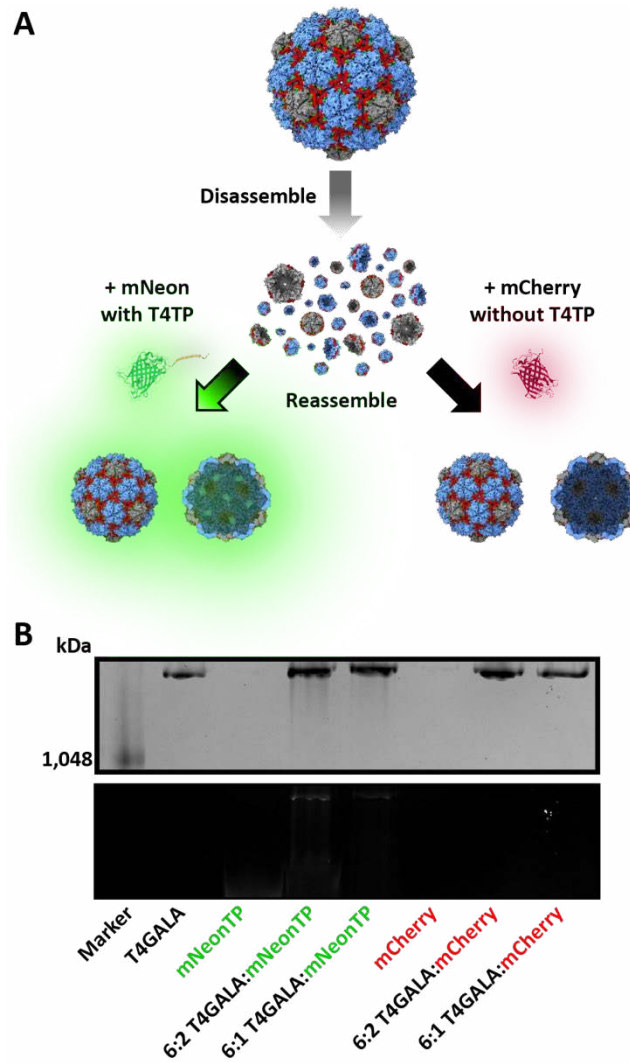 A
Disassemble
+ mNeon
with T4TP
+ mCherry
without T4TP
Reassemble
B
kDa
1,048
Marker
T4GALA
mNeonTP
6:2 T4GALA:mNeonTP
6:1 T4GALA:mNeonTP
mCherry
6:2 T4GALA:mCherry
6:1 T4GALA:mCherry